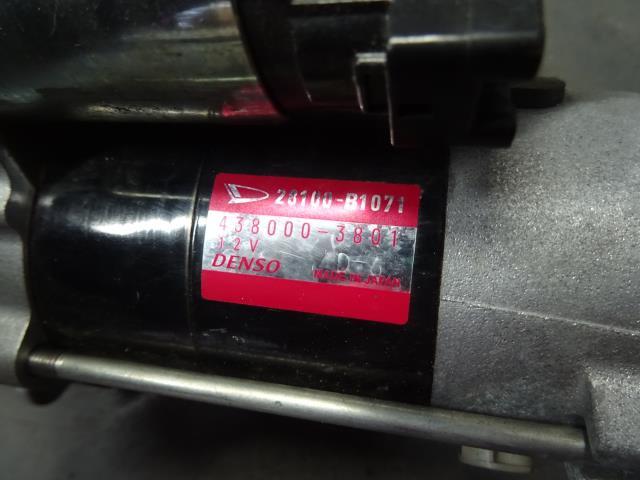 28100-B1071
438000-3801
12V
DENSO
MADE IN JAPAN